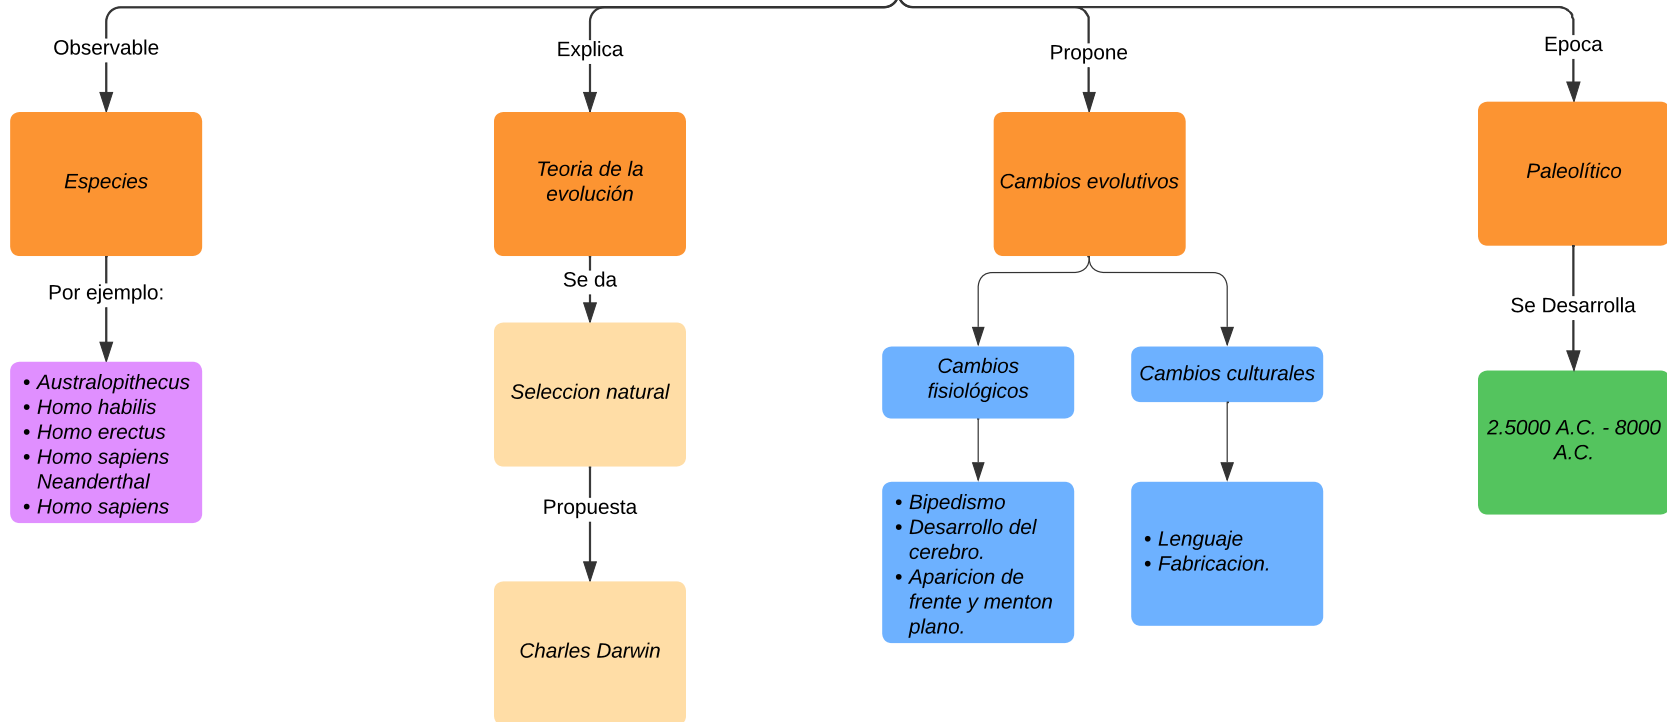 Observable
Explica
Propone
Epoca
Especies
Teoria de la
evolución
Cambios evolutivos
Paleolítico
Por ejemplo:
Se da
Se Desarrolla
• Australopithecus
• Homo habilis
• Homo erectus
• Homo sapiens
Neanderthal
• Homo sapiens
Seleccion natural
Propuesta
Charles Darwin
Cambios
fisiológicos
Cambios culturales
• Bipedismo
• Desarrollo del
cerebro.
• Aparicion de
frente y menton
plano.
• Lenguaje
• Fabricacion.
2.5000 A.C. - 8000
A.C.